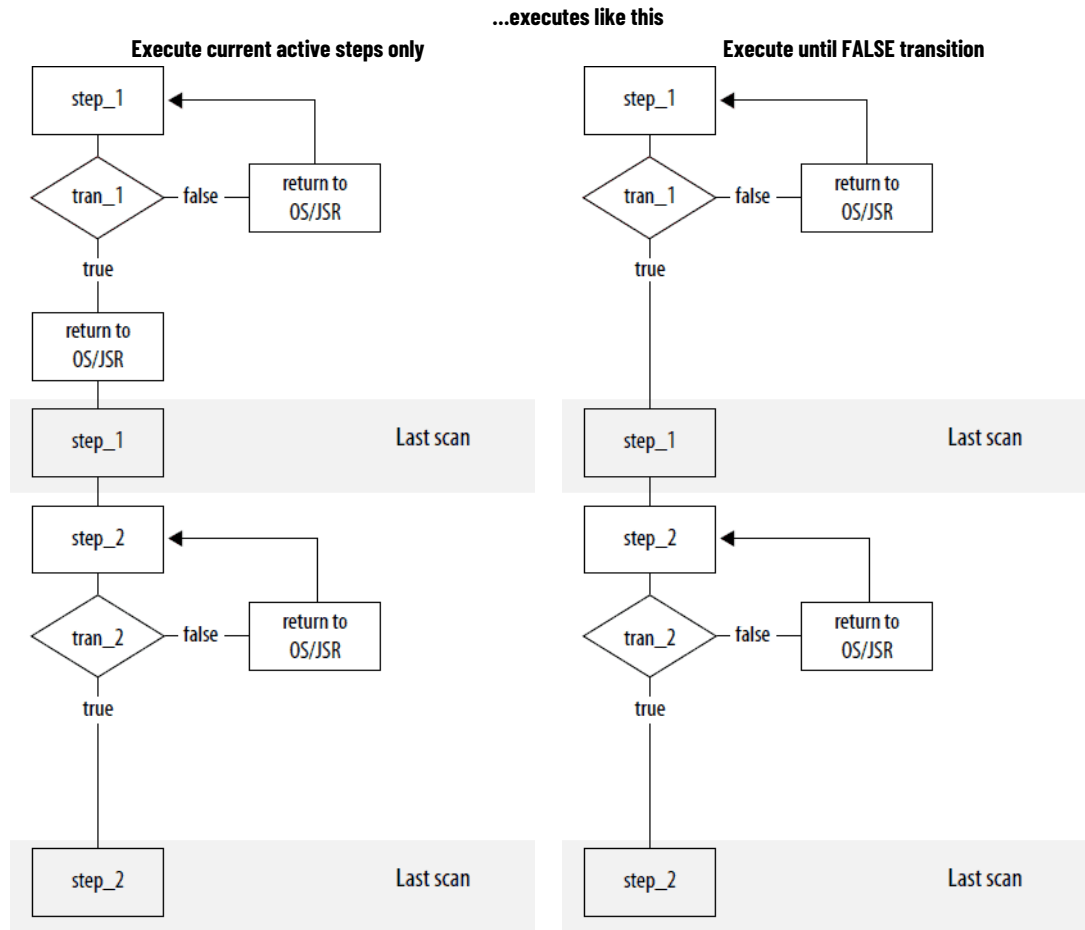 ...executes like this
Execute current active steps only
step_1
tran_1
false
return to
OS/JSR
true
return to
OS/JSR
step_1
Last scan
step_2
tran_2
false
return to
OS/JSR
true
step_2
Last scan
Execute until FALSE transition
step_1
tran_1
false
return to
OS/JSR
true
step_1
Last scan
step_2
tran_2
false
return to
OS/JSR
true
step_2
Last scan